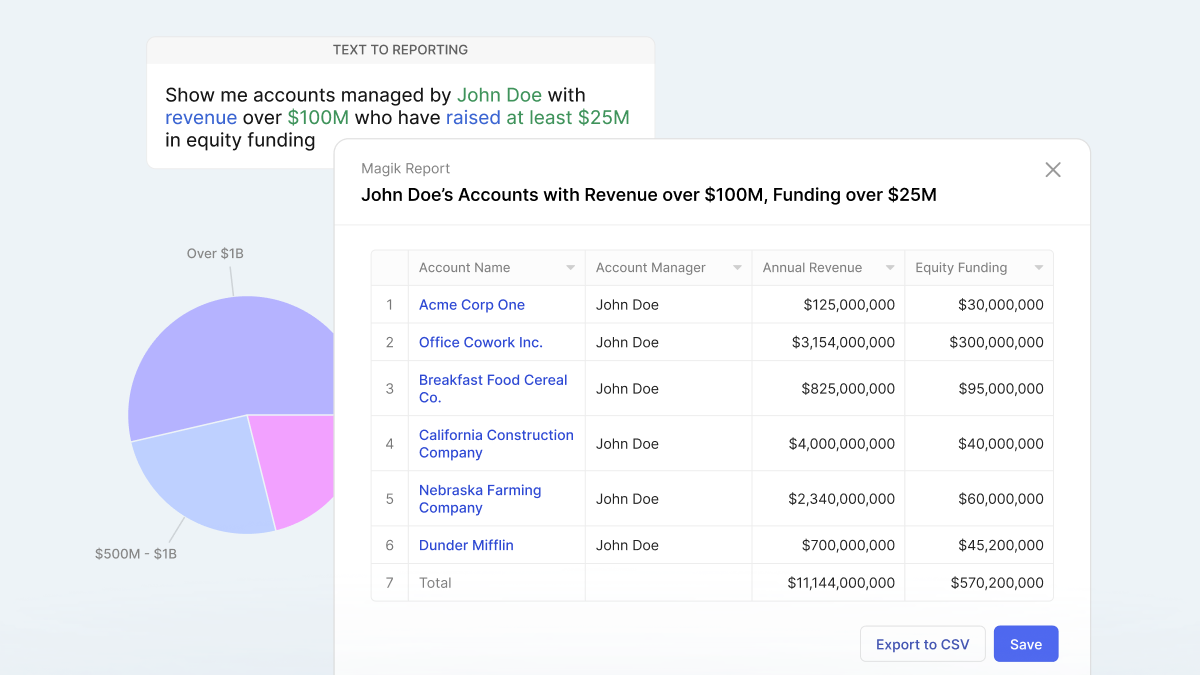 TEXT TO REPORTING
Show me accounts managed by John Doe with
revenue over $100M who have raised at least $25M
in equity funding
Magik Report
John Doe’s Accounts with Revenue over $100M, Funding over $25M
Over $1B
$500M - $1B
Account Name Account Manager Annual Revenue Equity Funding
1 Acme Corp One John Doe $125,000,000 $30,000,000
2 Office Cowork Inc. John Doe $3,154,000,000 $300,000,000
3 Breakfast Food Cereal
Co. John Doe $825,000,000 $95,000,000
4 California Construction
Company John Doe $4,000,000,000 $40,000,000
5 Nebraska Farming
Company John Doe $2,340,000,000 $60,000,000
6 Dunder Mifflin John Doe $700,000,000 $45,200,000
7 Total $11,144,000,000 $570,200,000
Export to CSV Save